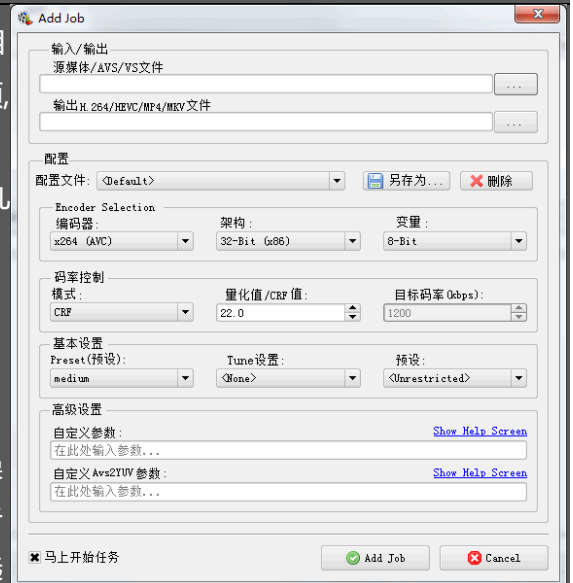 Add Job
输入/输出
源媒体/AVS/VS文件
...
输出H.264/HEVC/MP4/MKV文件
...
配置
配置文件: <Default> 另存为... 删除
Encoder Selection
编码器: 架构: 变量:
x264 (AVC) 32-Bit (x86) 8-Bit
码率控制
模式: 量化值/CRF值: 目标码率(kbps):
CRF 22.0 1200
基本设置
Preset(预设): Tune设置: 预设:
medium <None> <Unrestricted>
高级设置
自定义参数: Show Help Screen
在此处输入参数...
自定义Avs2YUV参数: Show Help Screen
在此处输入参数...
马上开始任务 Add Job Cancel